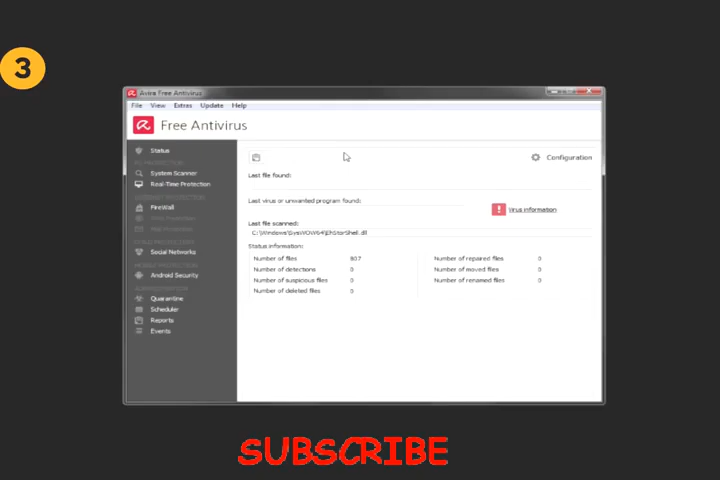 3
Avira Free Antivirus
File View Extras Update Help
Free Antivirus
Status
System Scanner
Real-Time Protection
FireWall
Social Networks
Android Security
Quarantine
Scheduler
Reports
Events
Configuration
Last file found:
Last virus or unwanted program found:
Virus information
Last file scanned:
Status information:
Number of files 807
Number of detections 0
Number of suspicious files 0
Number of deleted files 0
Number of repaired files 0
Number of moved files 0
Number of renamed files 0
SUBSCRIBE